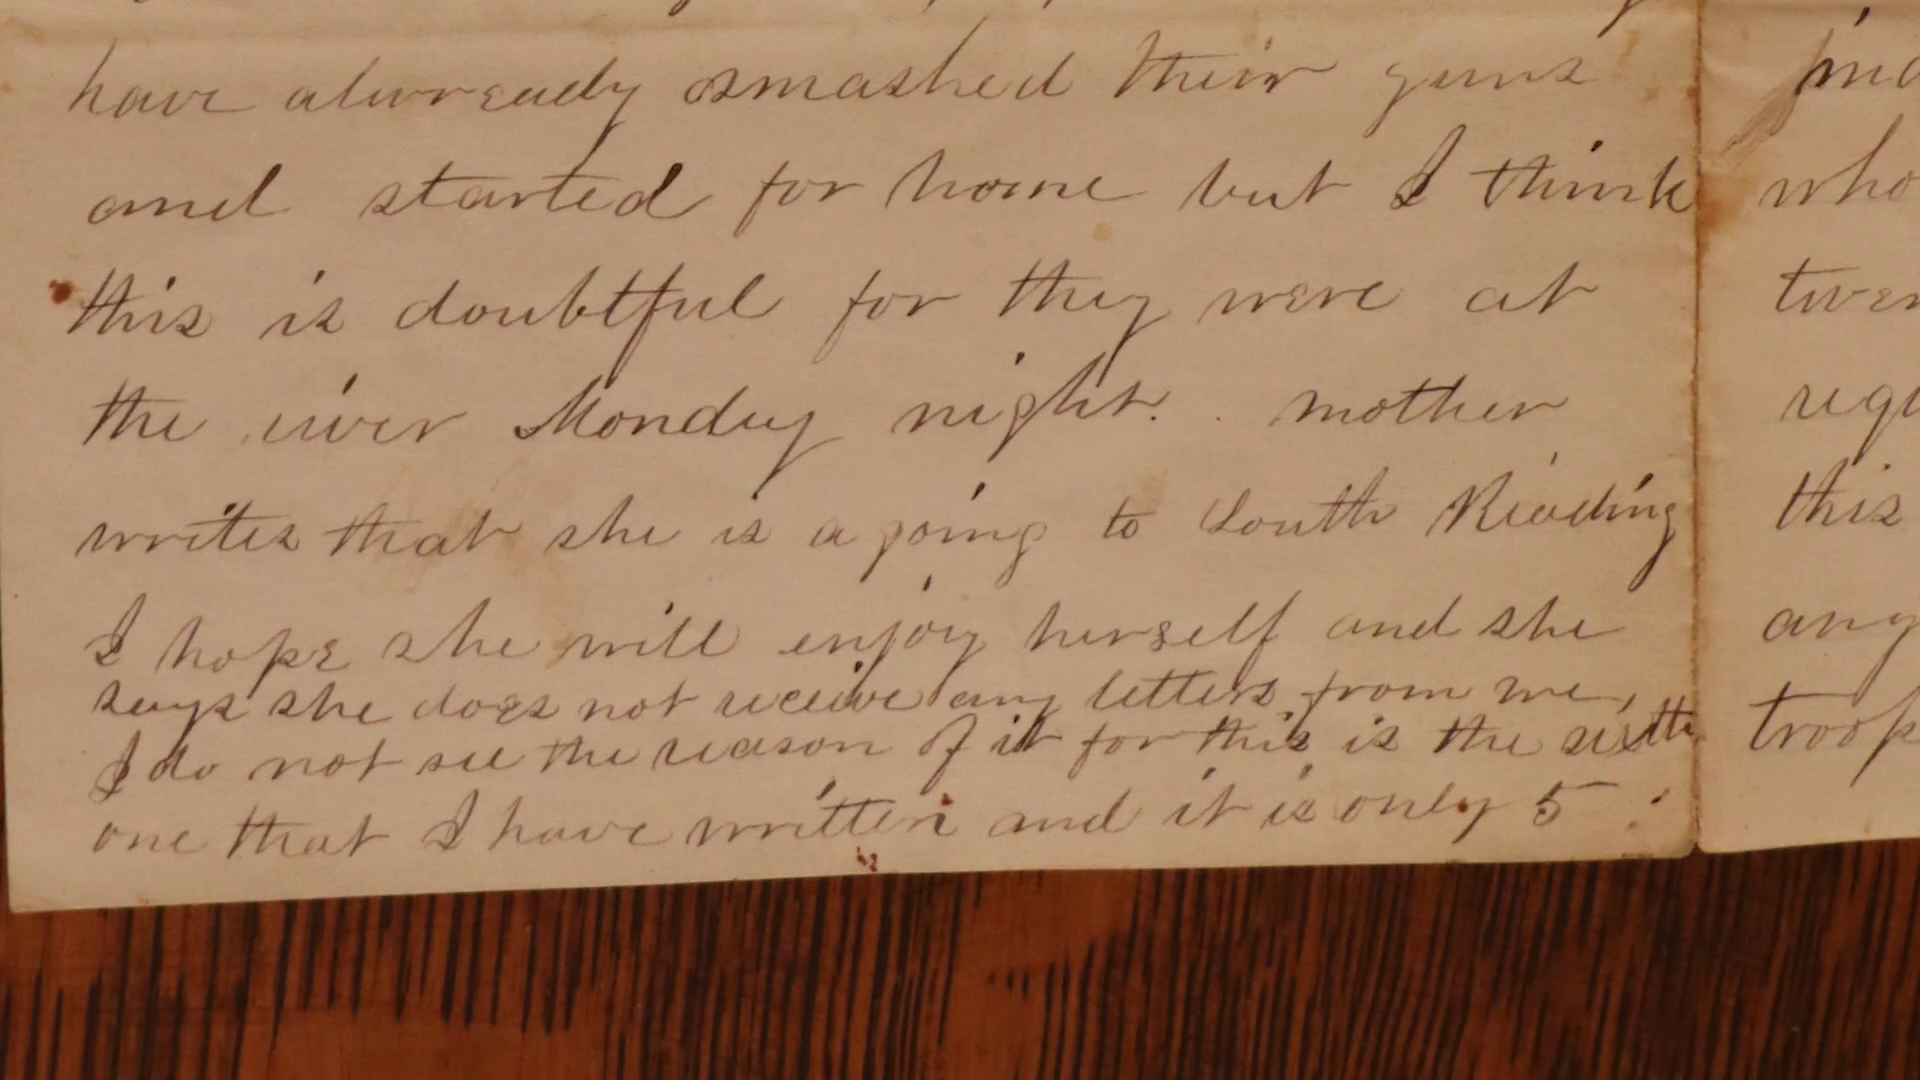 have alwready smashed their guns
and started for home but I think
this is doubtful for they were at
the river Monday night. mother
writes that she is a going to South Reading
I hope she will enjoy herself and she
says she does not receive any letters from me,
I do not see the reason of it for this is the sixth
one that I have written and it is only 5
who
this
any
troop